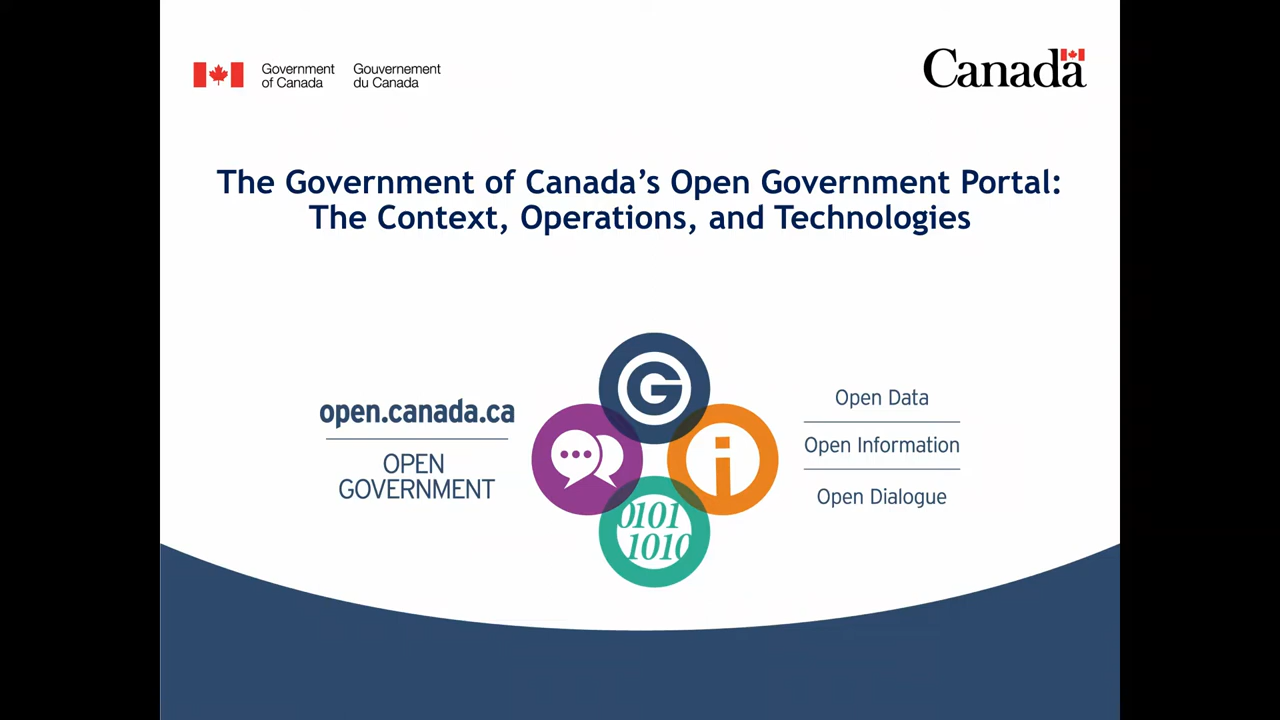 Government of Canada
Gouvernement du Canada
Canada
The Government of Canada's Open Government Portal:
The Context, Operations, and Technologies
open.canada.ca
OPEN
GOVERNMENT
G
i
0101
1010
Open Data
Open Information
Open Dialogue